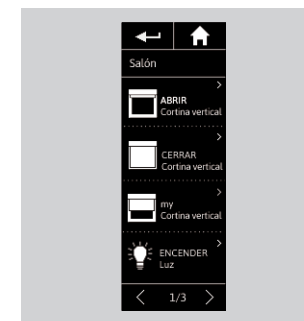 Salón
ABRIR
Cortina vertical
CERRAR
Cortina vertical
my
Cortina vertical
ENCENDER
Luz
1/3